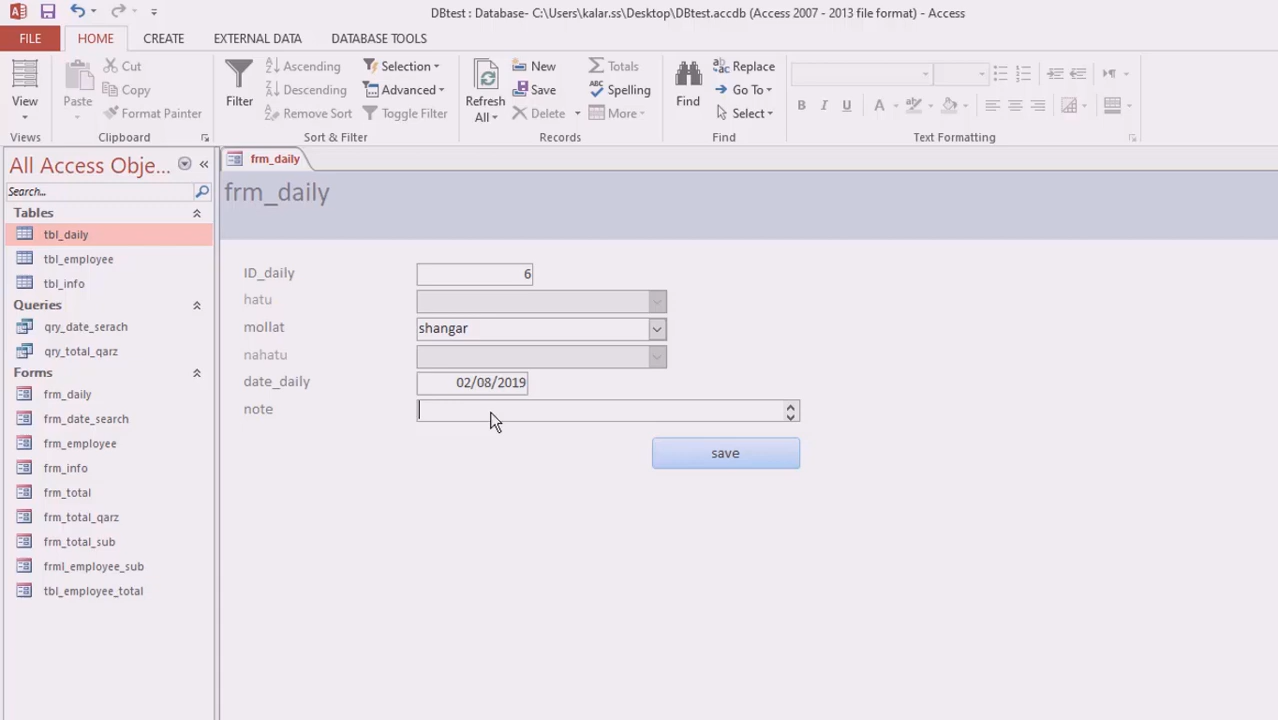 DBtest : Database- C:\Users\kalar.ss\Desktop\DBtest.accdb (Access 2007 - 2013 file format) - Access
FILE HOME CREATE EXTERNAL DATA DATABASE TOOLS
View
Views
Paste
Cut
Copy
Format Painter
Clipboard
Filter
Ascending
Descending
Remove Sort
Selection
Advanced
Toggle Filter
Sort & Filter
Refresh
All
New
Save
Delete
Totals
Spelling
More
Records
Find
Replace
Go To
Select
Find
B I U A
Text Formatting
All Access Obje...
Search...
Tables
tbl_daily
tbl_employee
tbl_info
Queries
qry_date_serach
qry_total_qarz
Forms
frm_daily
frm_date_search
frm_employee
frm_info
frm_total
frm_total_qarz
frm_total_sub
frml_employee_sub
tbl_employee_total
frm_daily
frm_daily
ID_daily 6
hatu
mollat shangar
nahatu
date_daily 02/08/2019
note
save